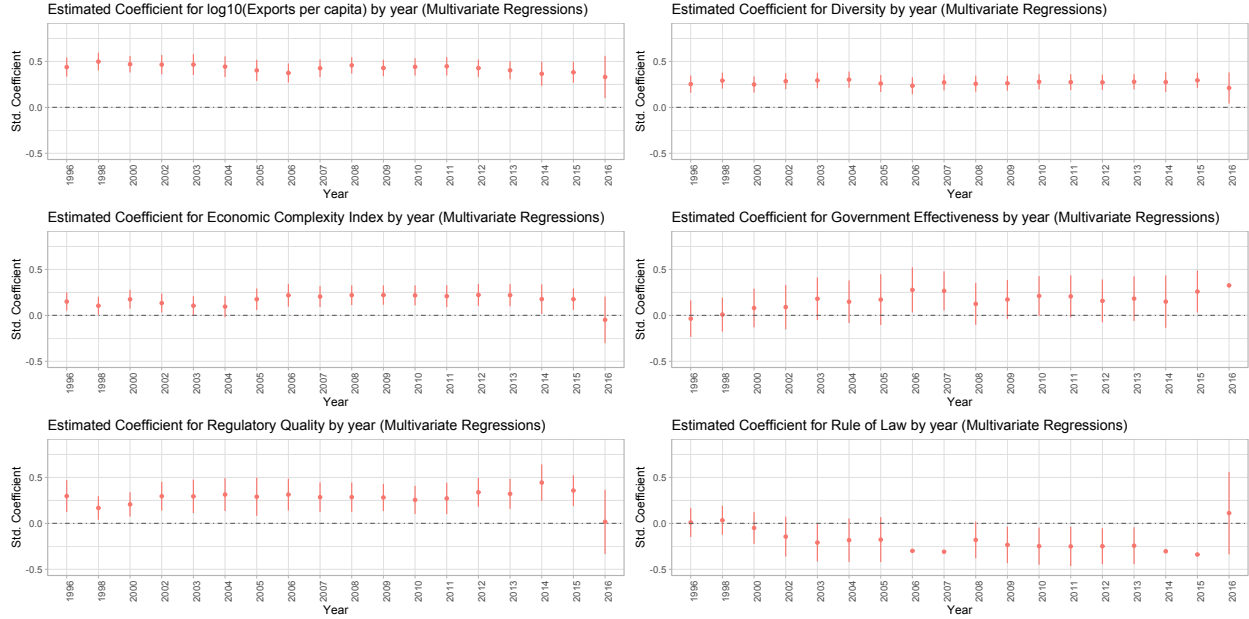 Estimated Coefficient for log10(Exports per capita) by year (Multivariate Regressions)
Std. Coefficient
0.5
0.0
-0.5
1996 1998 2000 2002 2003 2004 2005 2006 2007 2008 2009 2010 2011 2012 2013 2014 2015 2016
Year
Estimated Coefficient for Diversity by year (Multivariate Regressions)
Std. Coefficient
0.5
0.0
-0.5
1996 1998 2000 2002 2003 2004 2005 2006 2007 2008 2009 2010 2011 2012 2013 2014 2015 2016
Year
Estimated Coefficient for Economic Complexity Index by year (Multivariate Regressions)
Std. Coefficient
0.5
0.0
-0.5
1996 1998 2000 2002 2003 2004 2005 2006 2007 2008 2009 2010 2011 2012 2013 2014 2015 2016
Year
Estimated Coefficient for Government Effectiveness by year (Multivariate Regressions)
Std. Coefficient
0.5
0.0
-0.5
1996 1998 2000 2002 2003 2004 2005 2006 2007 2008 2009 2010 2011 2012 2013 2014 2015 2016
Year
Estimated Coefficient for Regulatory Quality by year (Multivariate Regressions)
Std. Coefficient
0.5
0.0
-0.5
1996 1998 2000 2002 2003 2004 2005 2006 2007 2008 2009 2010 2011 2012 2013 2014 2015 2016
Year
Estimated Coefficient for Rule of Law by year (Multivariate Regressions)
Std. Coefficient
0.5
0.0
-0.5
1996 1998 2000 2002 2003 2004 2005 2006 2007 2008 2009 2010 2011 2012 2013 2014 2015 2016
Year